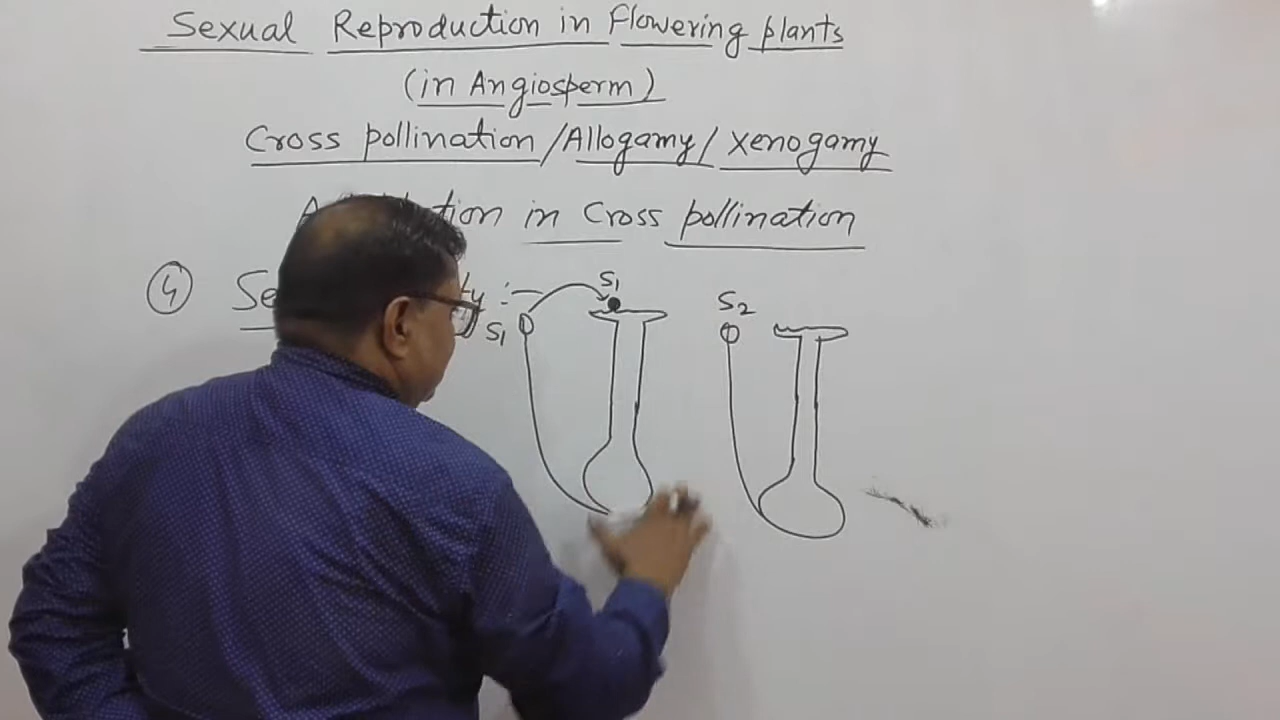 Sexual Reproduction in Flowering plants
(in Angiosperm)
Cross pollination / Allogamy / Xenogamy
in Cross pollination
④
S1
S1
S2